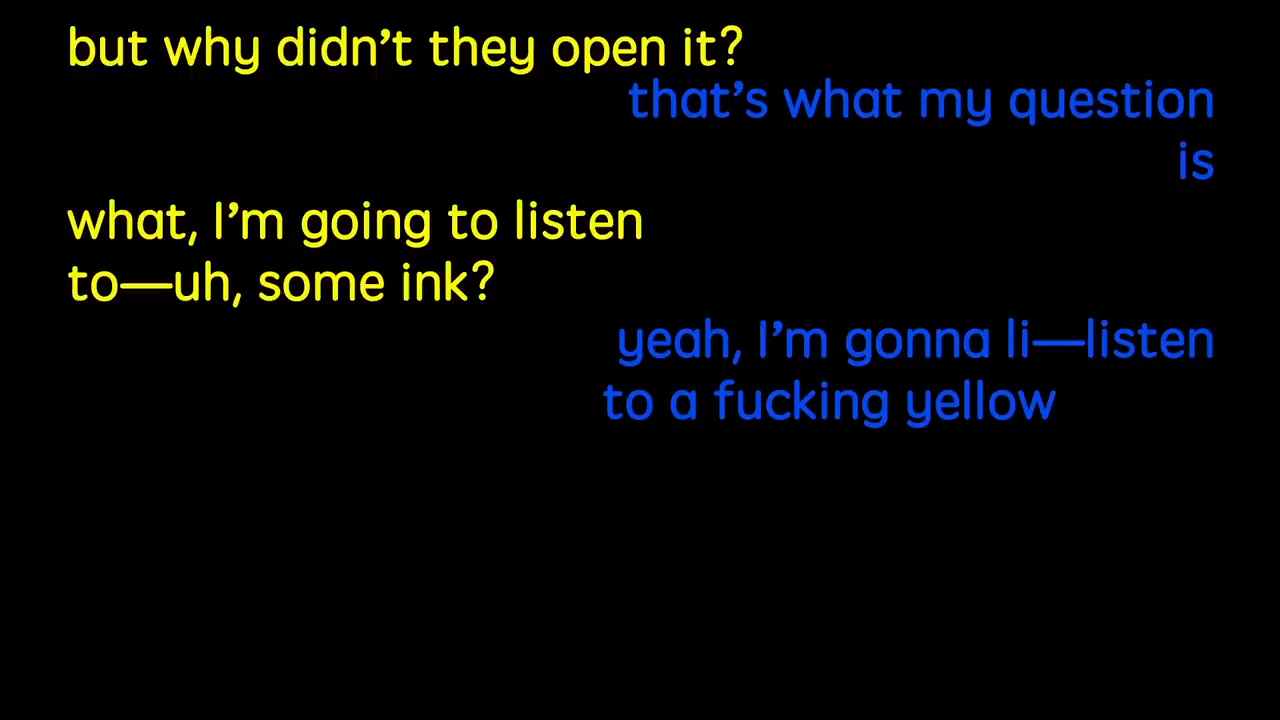 but why didn’t they open it?
that’s what my question
is
what, I’m going to listen
to—uh, some ink?
yeah, I’m gonna li—listen
to a fucking yellow